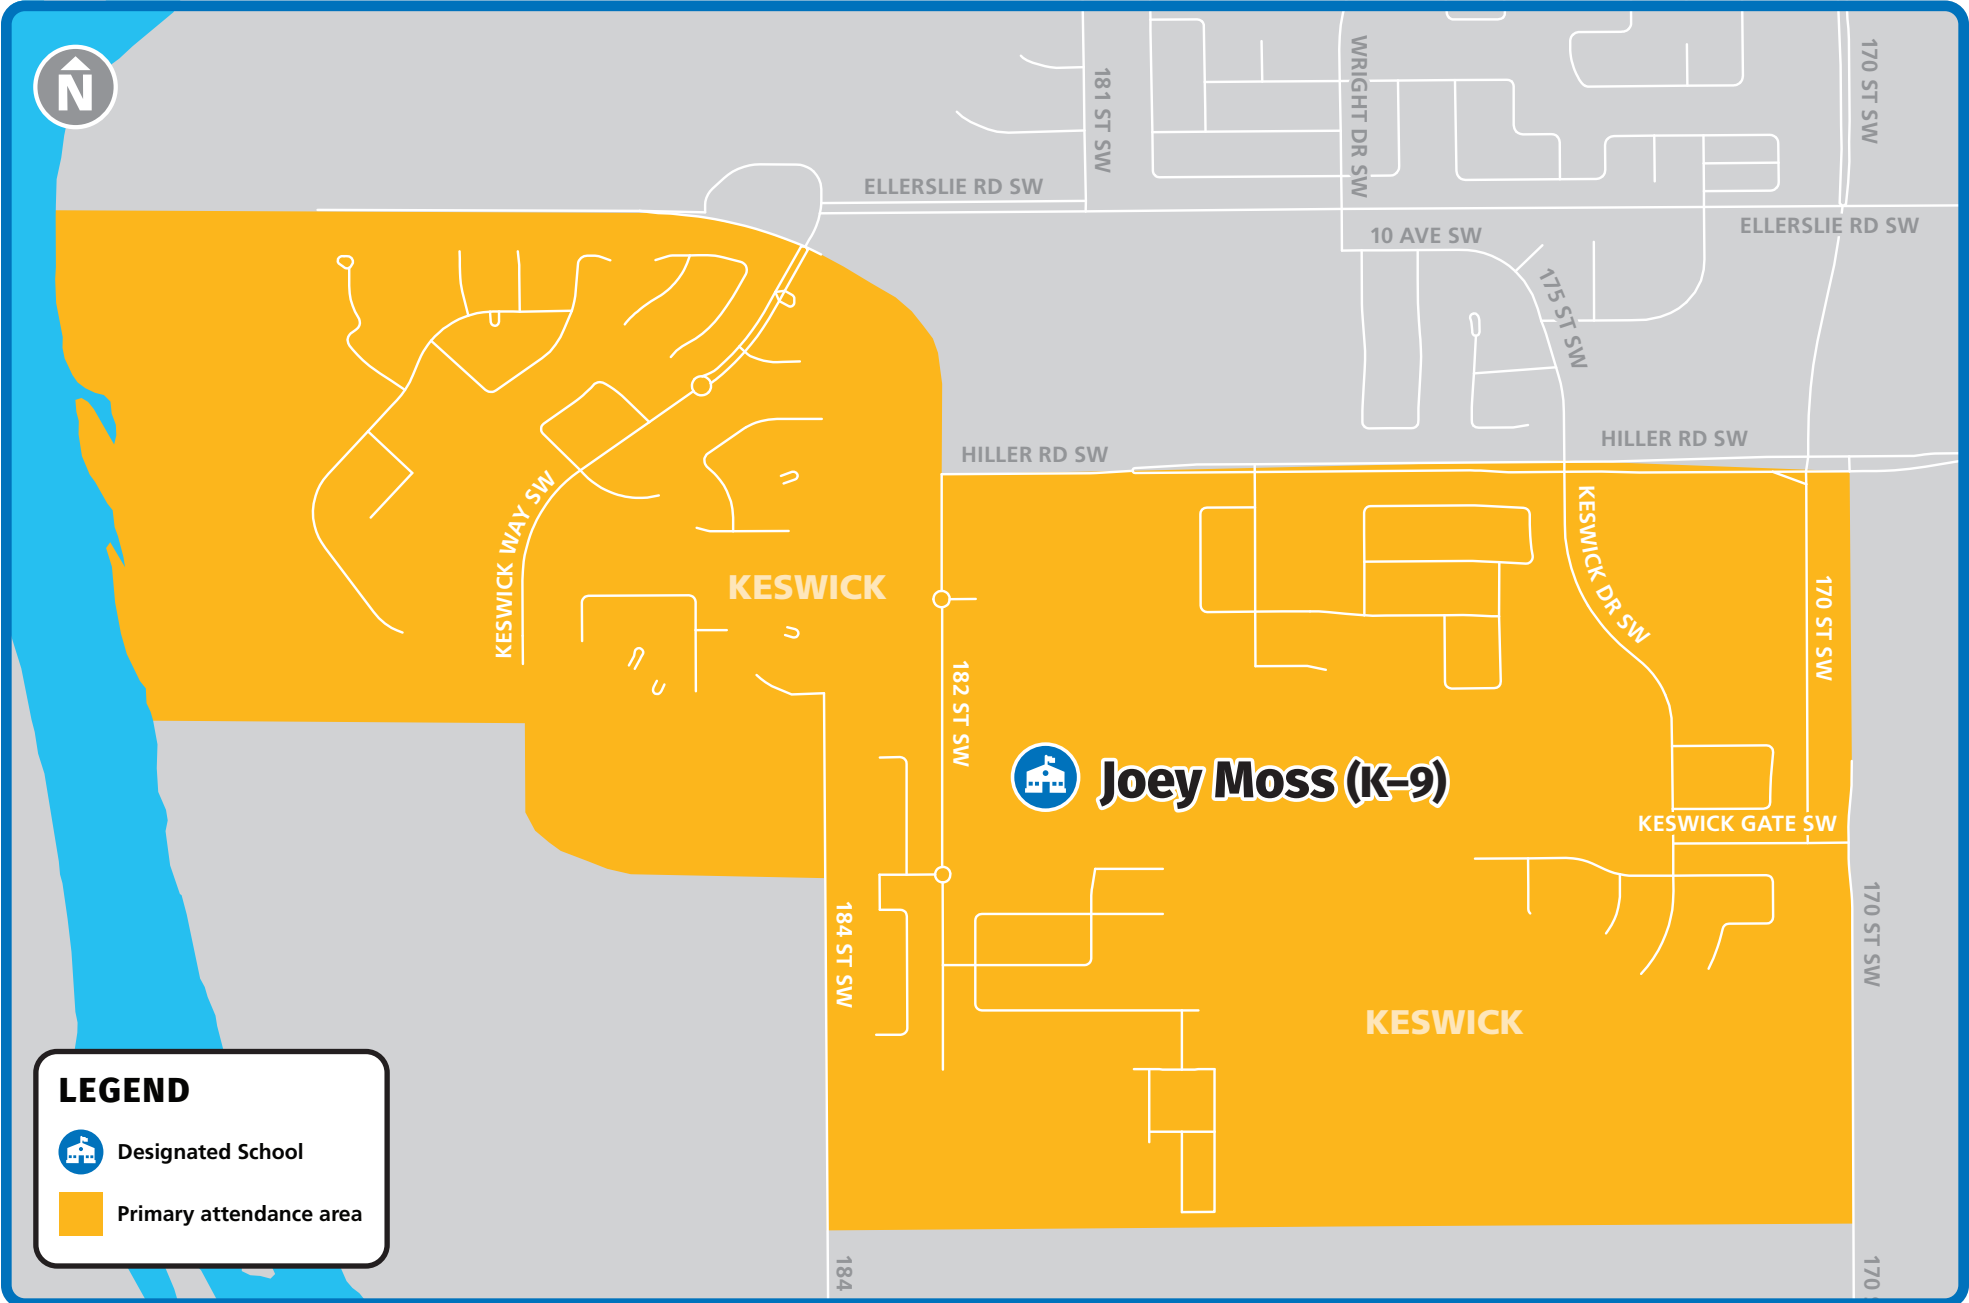 N
181 ST SW
WRIGHT DR SW
170 ST SW
ELLERSLIE RD SW
ELLERSLIE RD SW
10 AVE SW
175 ST SW
HILLER RD SW
HILLER RD SW
KESWICK WAY SW
KESWICK DR SW
KESWICK
170 ST SW
182 ST SW
Joey Moss (K–9)
KESWICK GATE SW
184 ST SW
170 ST SW
KESWICK
LEGEND
Designated School
Primary attendance area
184
170